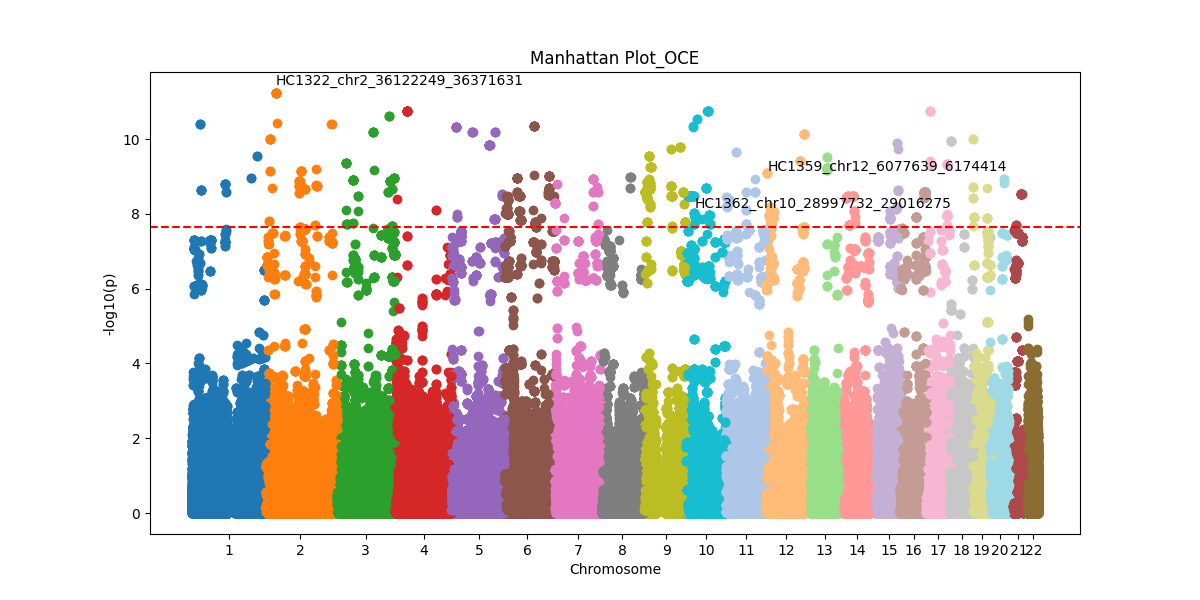 Manhattan Plot_OCE
HC1322_chr2_36122249_36371631
HC1359_chr12_6077639_6174414
HC1362_chr10_28997732_29016275
-log10(p)
10
8
6
4
2
0
1 2 3 4 5 6 7 8 9 10 11 12 13 14 15 16 17 18 19 20 21 22
Chromosome